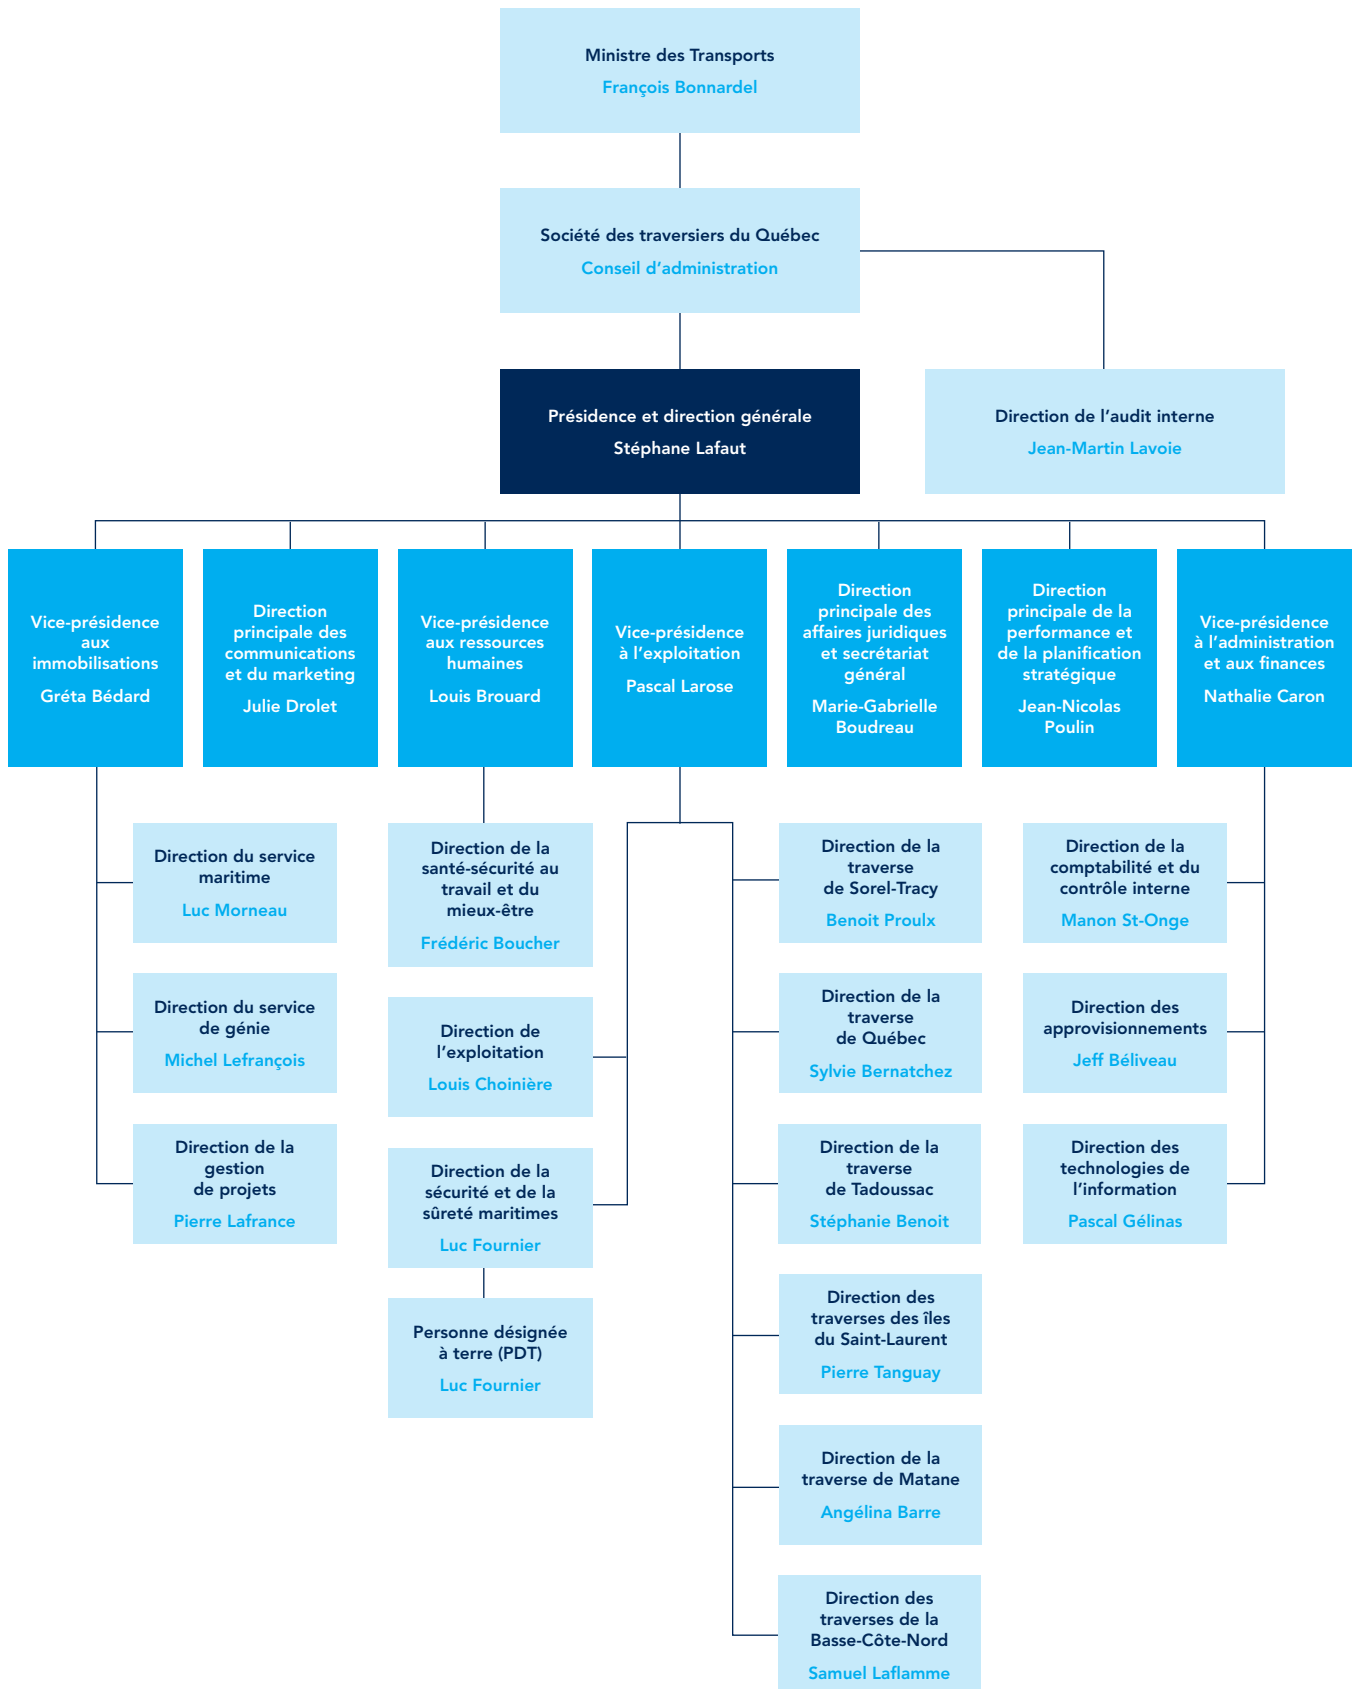 Ministre des Transports
François Bonnardel
Société des traversiers du Québec
Conseil d’administration
Présidence et direction générale
Stéphane Lafaut
Direction de l’audit interne
Jean-Martin Lavoie
Vice-présidence
aux
immobilisations
Gréta Bédard
Direction
principale des
communications
et du marketing
Julie Drolet
Vice-présidence
aux ressources
humaines
Louis Brouard
Vice-présidence
à l’exploitation
Pascal Larose
Direction
principale des
affaires juridiques
et secrétariat
général
Marie-Gabrielle
Boudreau
Direction
principale de la
performance et
de la planification
stratégique
Jean-Nicolas
Poulin
Vice-présidence
à l’administration
et aux finances
Nathalie Caron
Direction du service
maritime
Luc Morneau
Direction du service
de génie
Michel Lefrançois
Direction de la
gestion
de projets
Pierre Lafrance
Direction de la
santé-sécurité au
travail et du
mieux-être
Frédéric Boucher
Direction de
l’exploitation
Louis Choinière
Direction de la
sécurité et de la
sûreté maritimes
Luc Fournier
Personne désignée
à terre (PDT)
Luc Fournier
Direction de la
traverse
de Sorel-Tracy
Benoit Proulx
Direction de la
traverse
de Québec
Sylvie Bernatchez
Direction de la
traverse
de Tadoussac
Stéphanie Benoit
Direction des
traverses des îles
du Saint-Laurent
Pierre Tanguay
Direction de la
traverse de Matane
Angélina Barre
Direction des
traverses de la
Basse-Côte-Nord
Samuel Laflamme
Direction de la
comptabilité et du
contrôle interne
Manon St-Onge
Direction des
approvisionnements
Jeff Béliveau
Direction des
technologies de
l’information
Pascal Gélinas